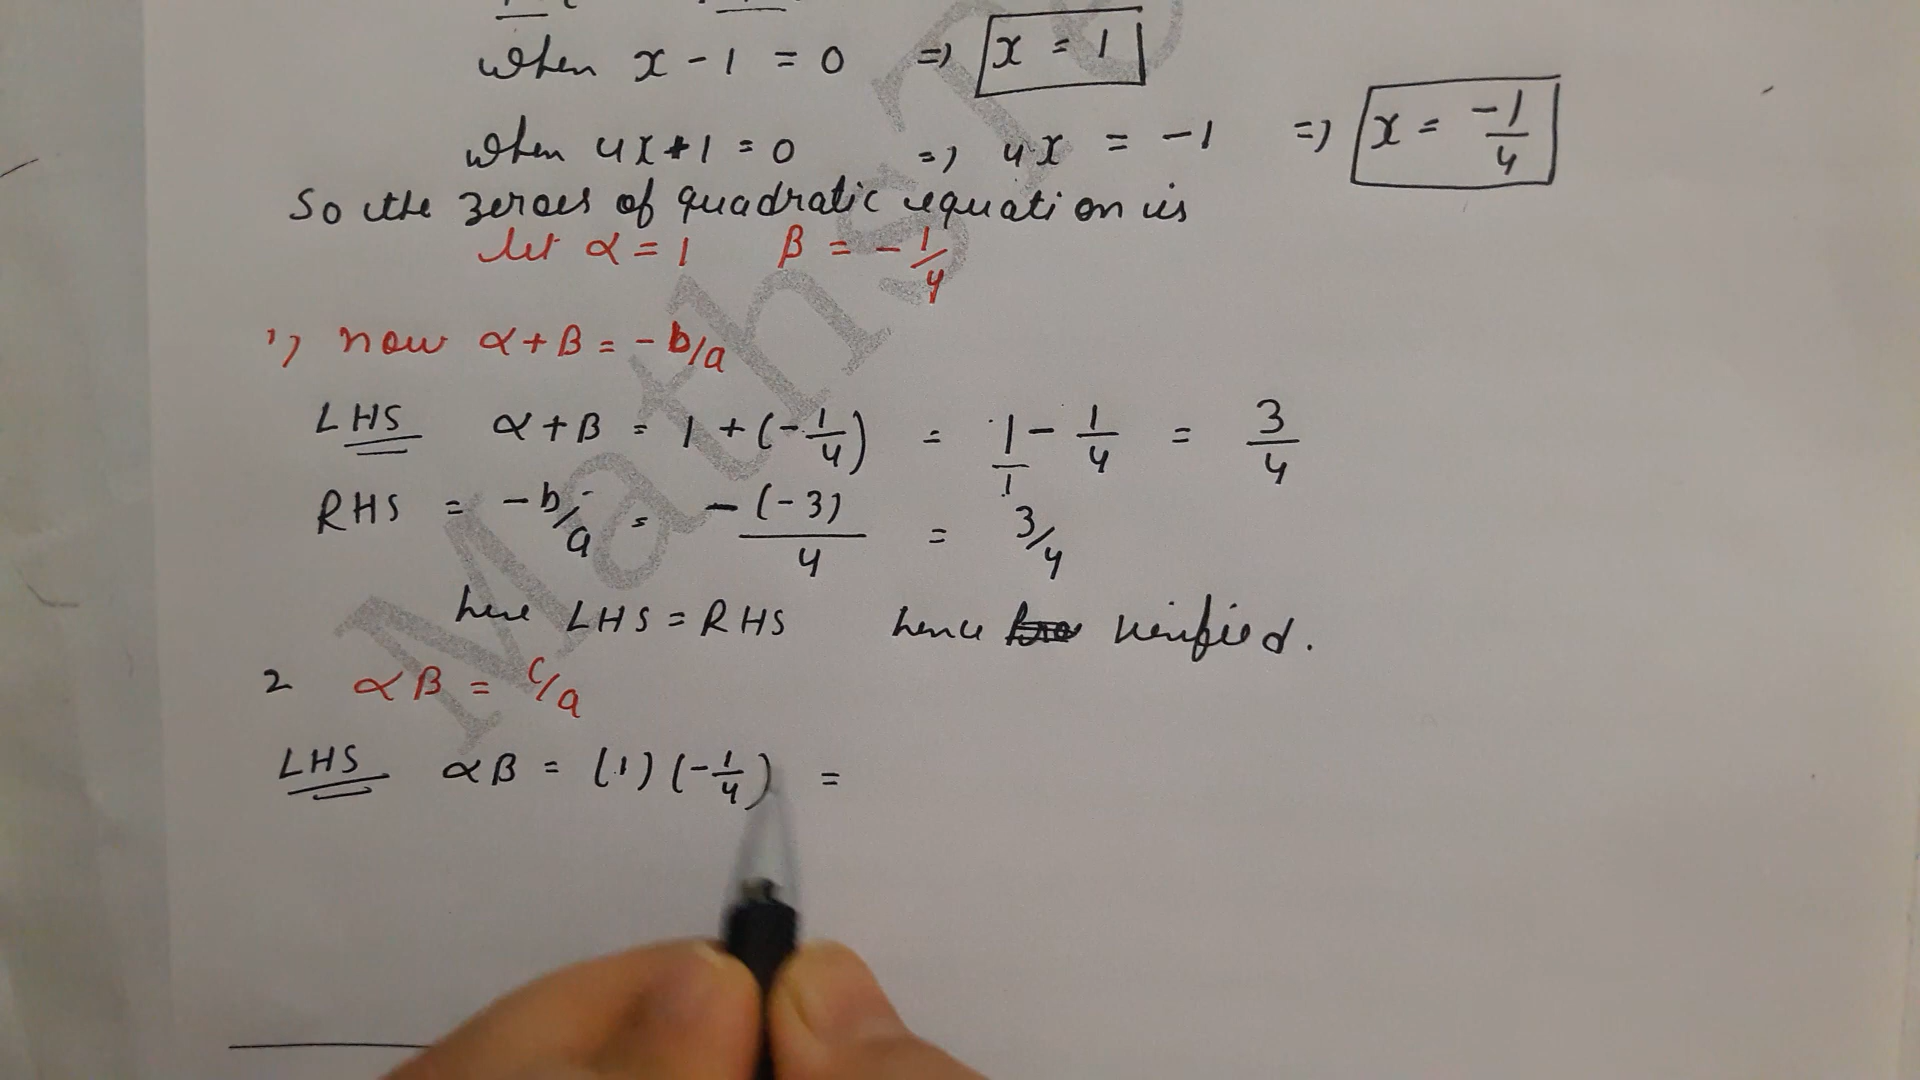 when x - 1 = 0 => x = 1
when 4x + 1 = 0 => 4x = -1 => x = -1/4
So the zeroes of quadratic equation is
let α = 1 β = -1/4
1) now α + β = -b/a
LHS α + β = 1 + (-1/4) = 1/1 - 1/4 = 3/4
RHS = -b/a = -(-3)/4 = 3/4
here LHS = RHS hence verified.
2 αβ = c/a
LHS αβ = (1)(-1/4) =
Maths